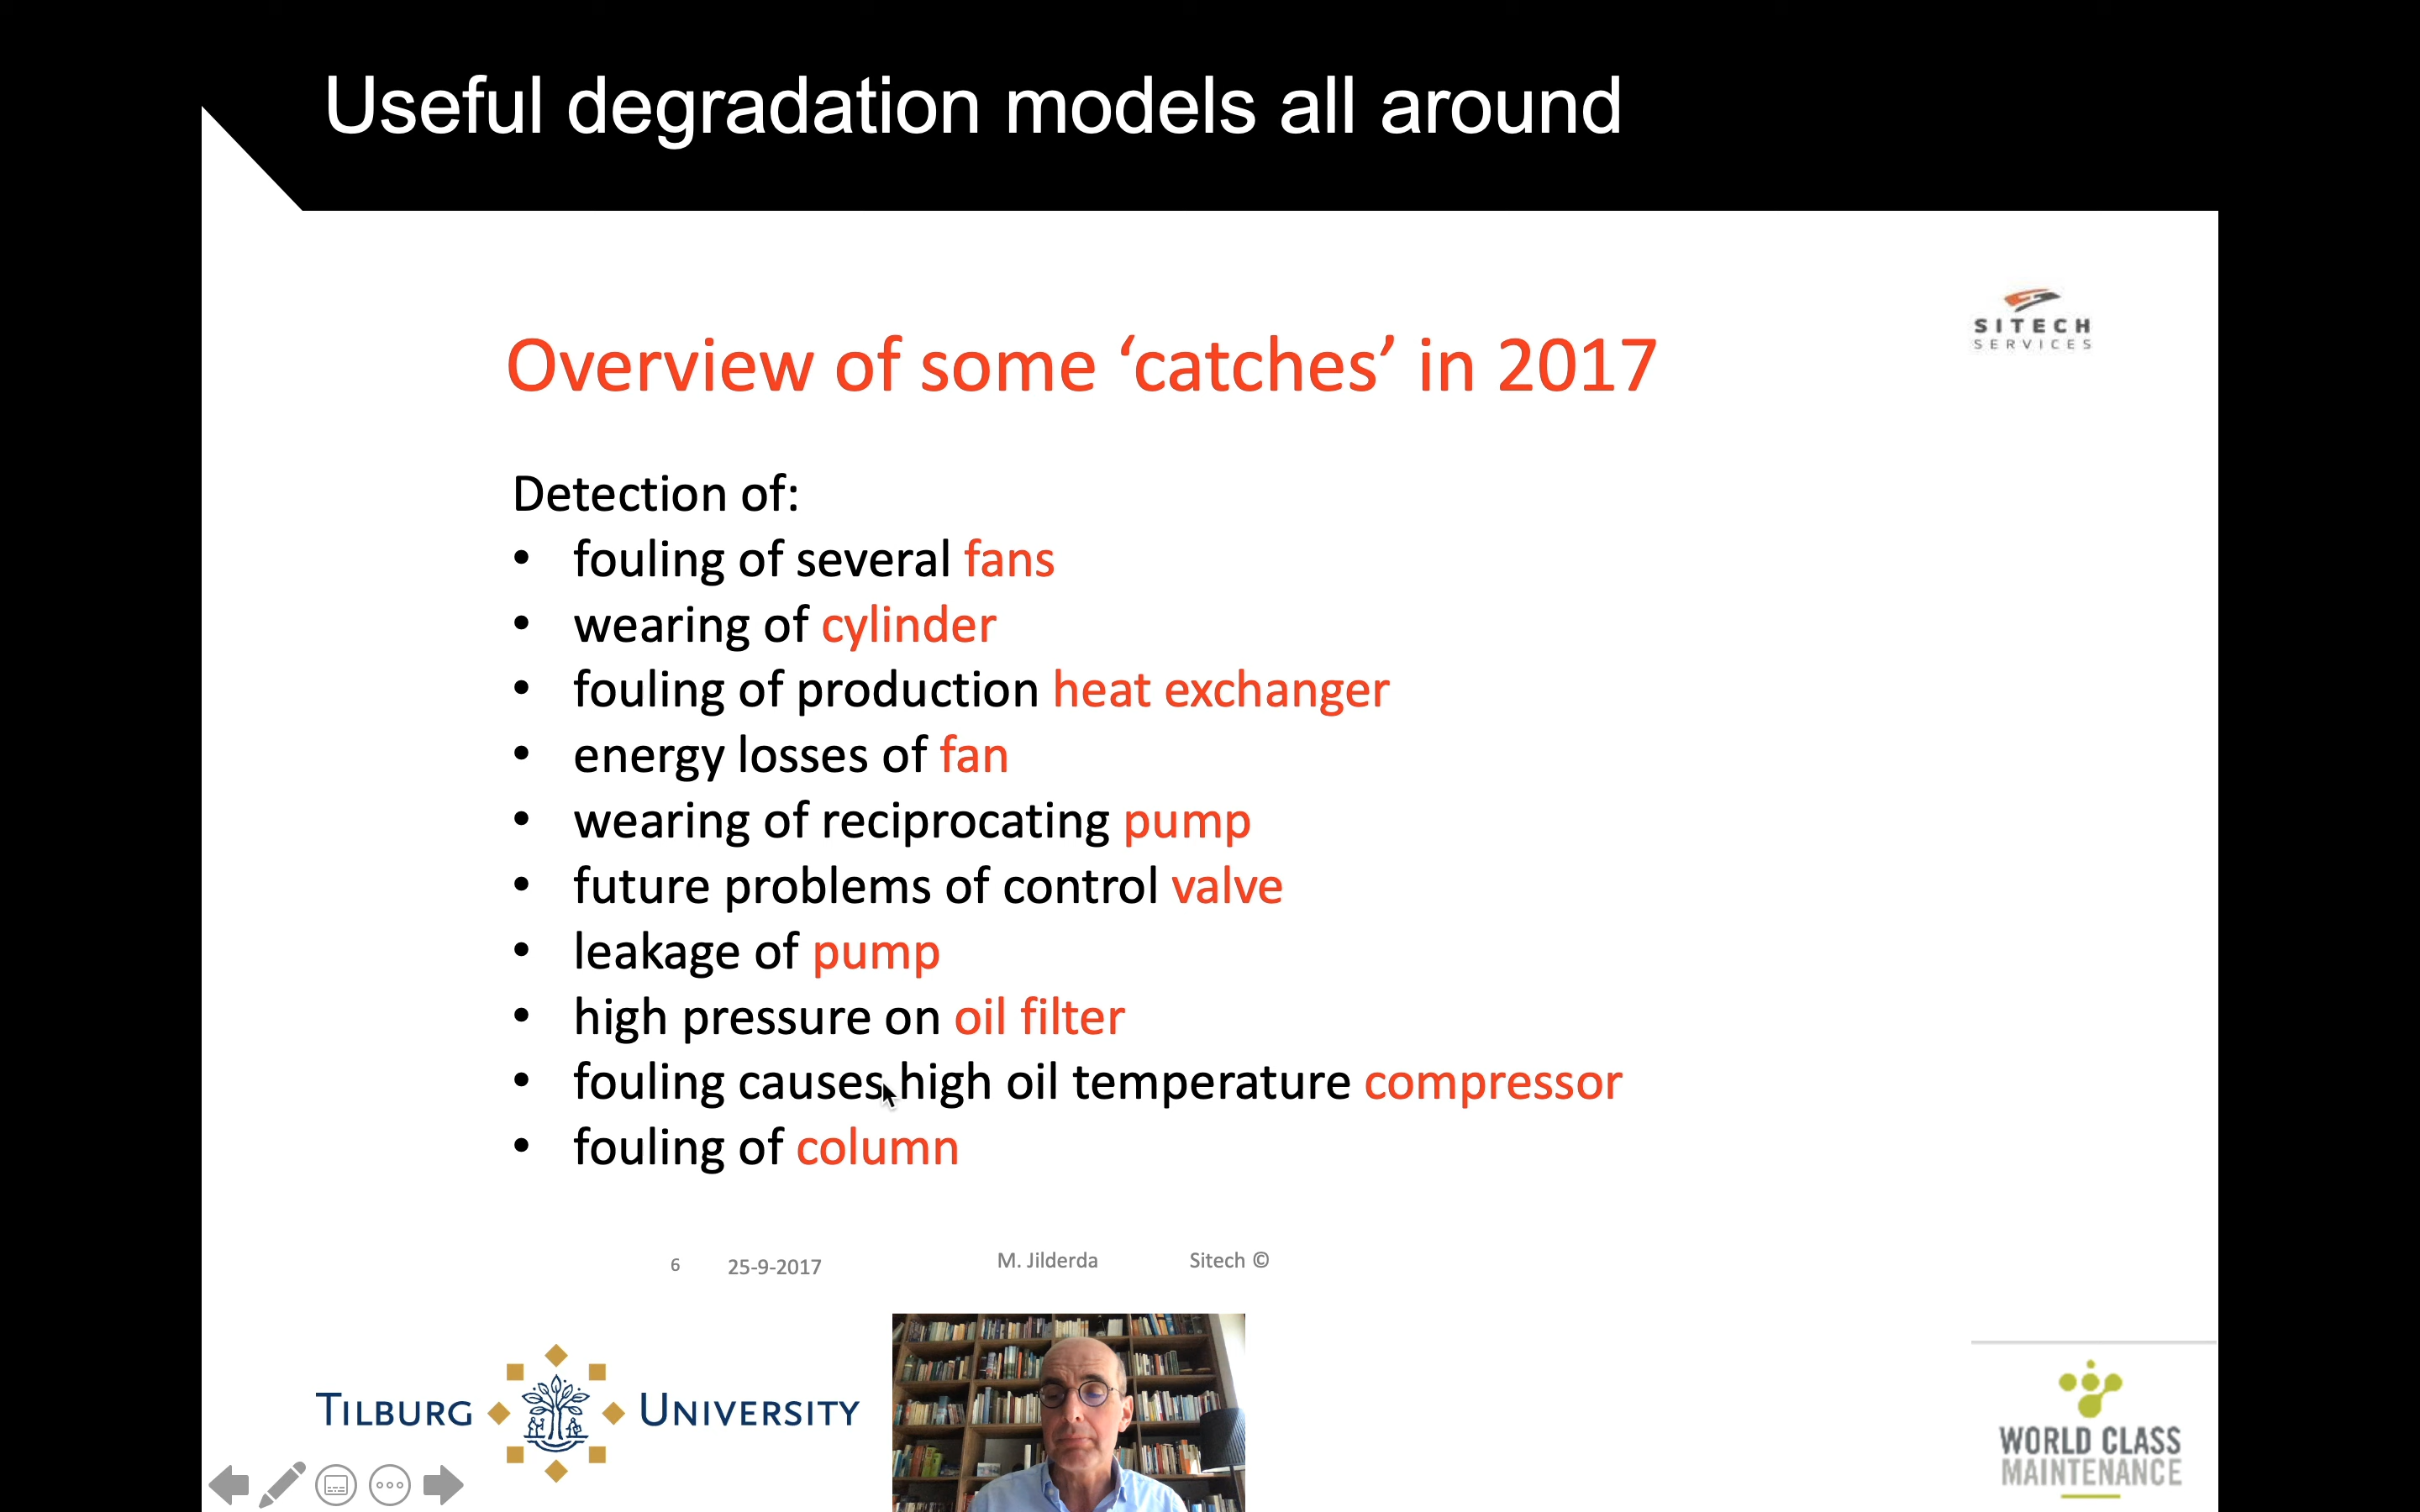 Useful degradation models all around
SITECH
SERVICES
Overview of some ‘catches’ in 2017
Detection of:
• fouling of several fans
• wearing of cylinder
• fouling of production heat exchanger
• energy losses of fan
• wearing of reciprocating pump
• future problems of control valve
• leakage of pump
• high pressure on oil filter
• fouling causes high oil temperature compressor
• fouling of column
6 25-9-2017 M. Jilderda Sitech ©
TILBURG UNIVERSITY
WORLD CLASS
MAINTENANCE